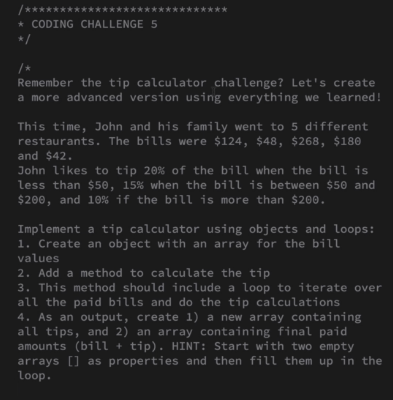 /*****************************
* CODING CHALLENGE 5
*/
/*
Remember the tip calculator challenge? Let's create
a more advanced version using everything we learned!
This time, John and his family went to 5 different
restaurants. The bills were $124, $48, $268, $180
and $42.
John likes to tip 20% of the bill when the bill is
less than $50, 15% when the bill is between $50 and
$200, and 10% if the bill is more than $200.
Implement a tip calculator using objects and loops:
1. Create an object with an array for the bill
values
2. Add a method to calculate the tip
3. This method should include a loop to iterate over
all the paid bills and do the tip calculations
4. As an output, create 1) a new array containing
all tips, and 2) an array containing final paid
amounts (bill + tip). HINT: Start with two empty
arrays [] as properties and then fill them up in the
loop.